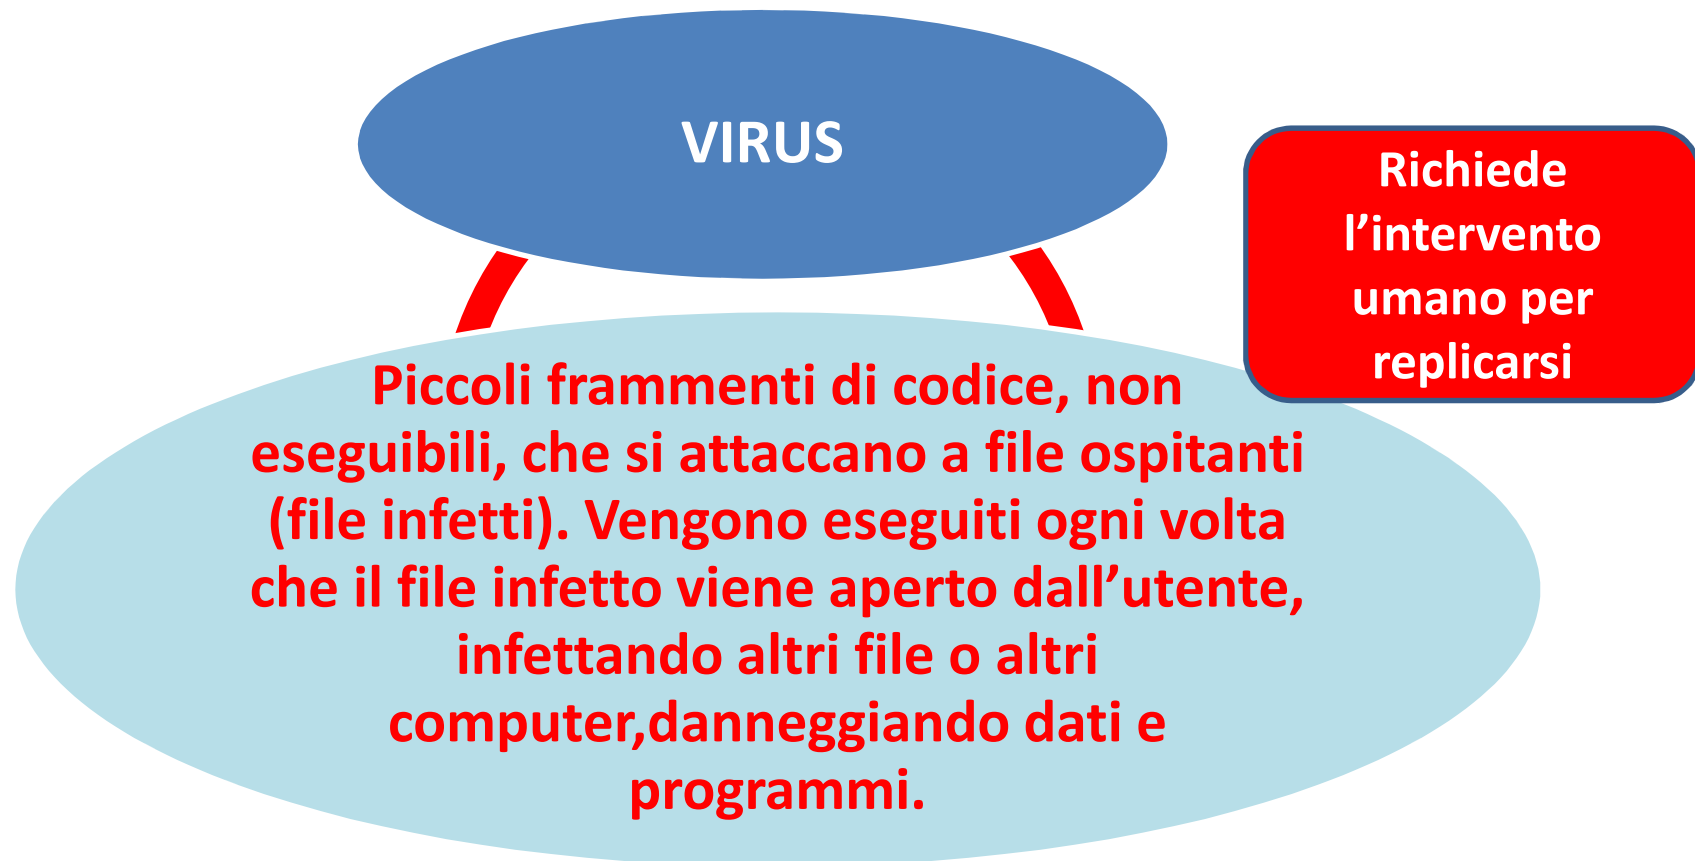 VIRUS
Richiede
l’intervento
umano per
replicarsi
Piccoli frammenti di codice, non
eseguibili, che si attaccano a file ospitanti
(file infetti). Vengono eseguiti ogni volta
che il file infetto viene aperto dall’utente,
infettando altri file o altri
computer,danneggiando dati e
programmi.